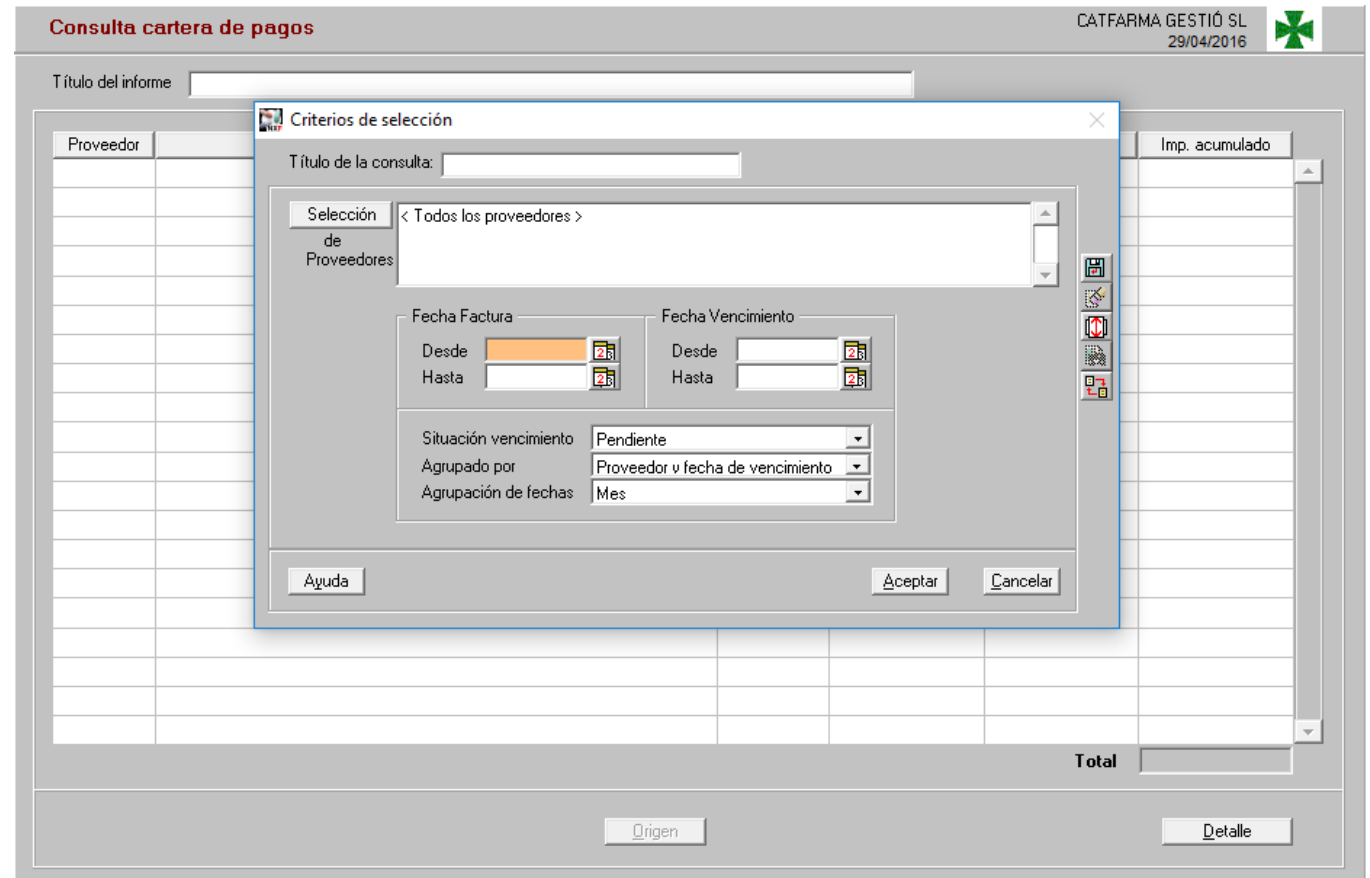 Consulta cartera de pagos
CATFARMA GESTIÓ SL
29/04/2016
Título del informe
Proveedor
Imp. acumulado
Criterios de selección
Título de la consulta:
Selección
de
Proveedores
< Todos los proveedores >
Fecha Factura
Desde
Hasta
Fecha Vencimiento
Desde
Hasta
Situación vencimiento Pendiente
Agrupado por Proveedor y fecha de vencimiento
Agrupación de fechas Mes
Ayuda
Aceptar
Cancelar
Total
Origen
Detalle